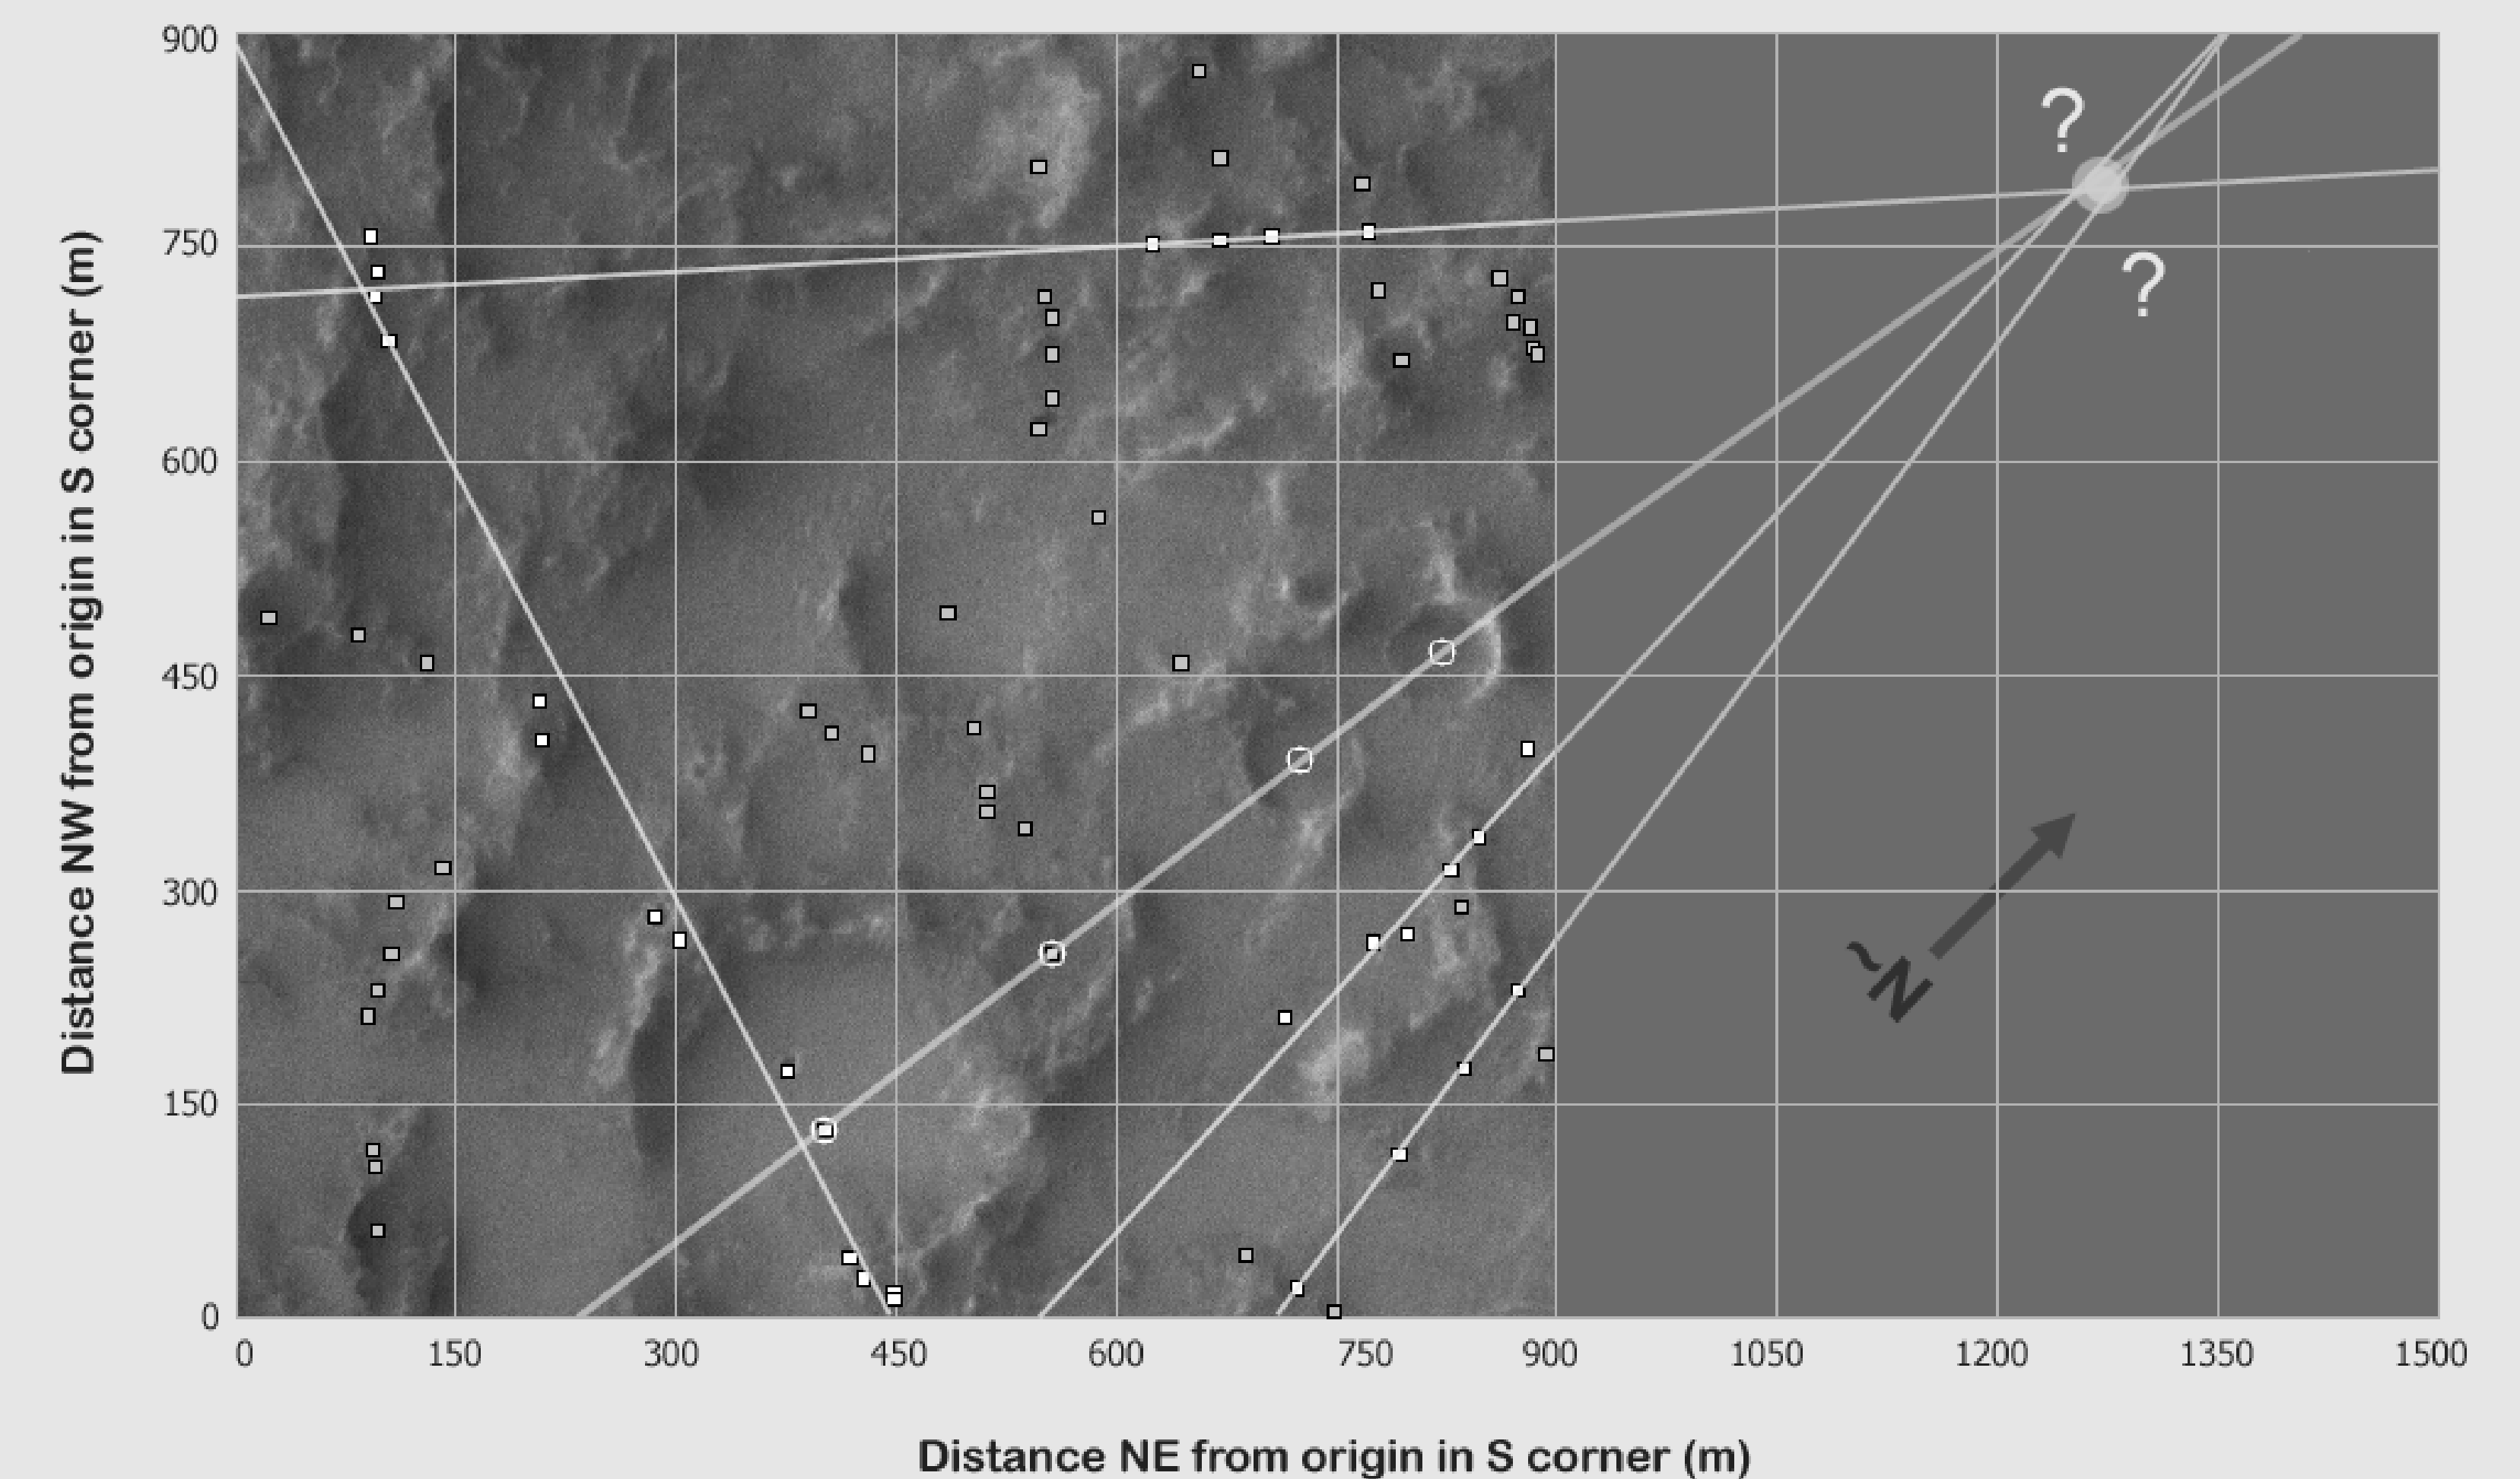 900
750
600
450
300
150
0
Distance NW from origin in S corner (m)
?
?
~N
0 150 300 450 600 750 900 1050 1200 1350 1500
Distance NE from origin in S corner (m)